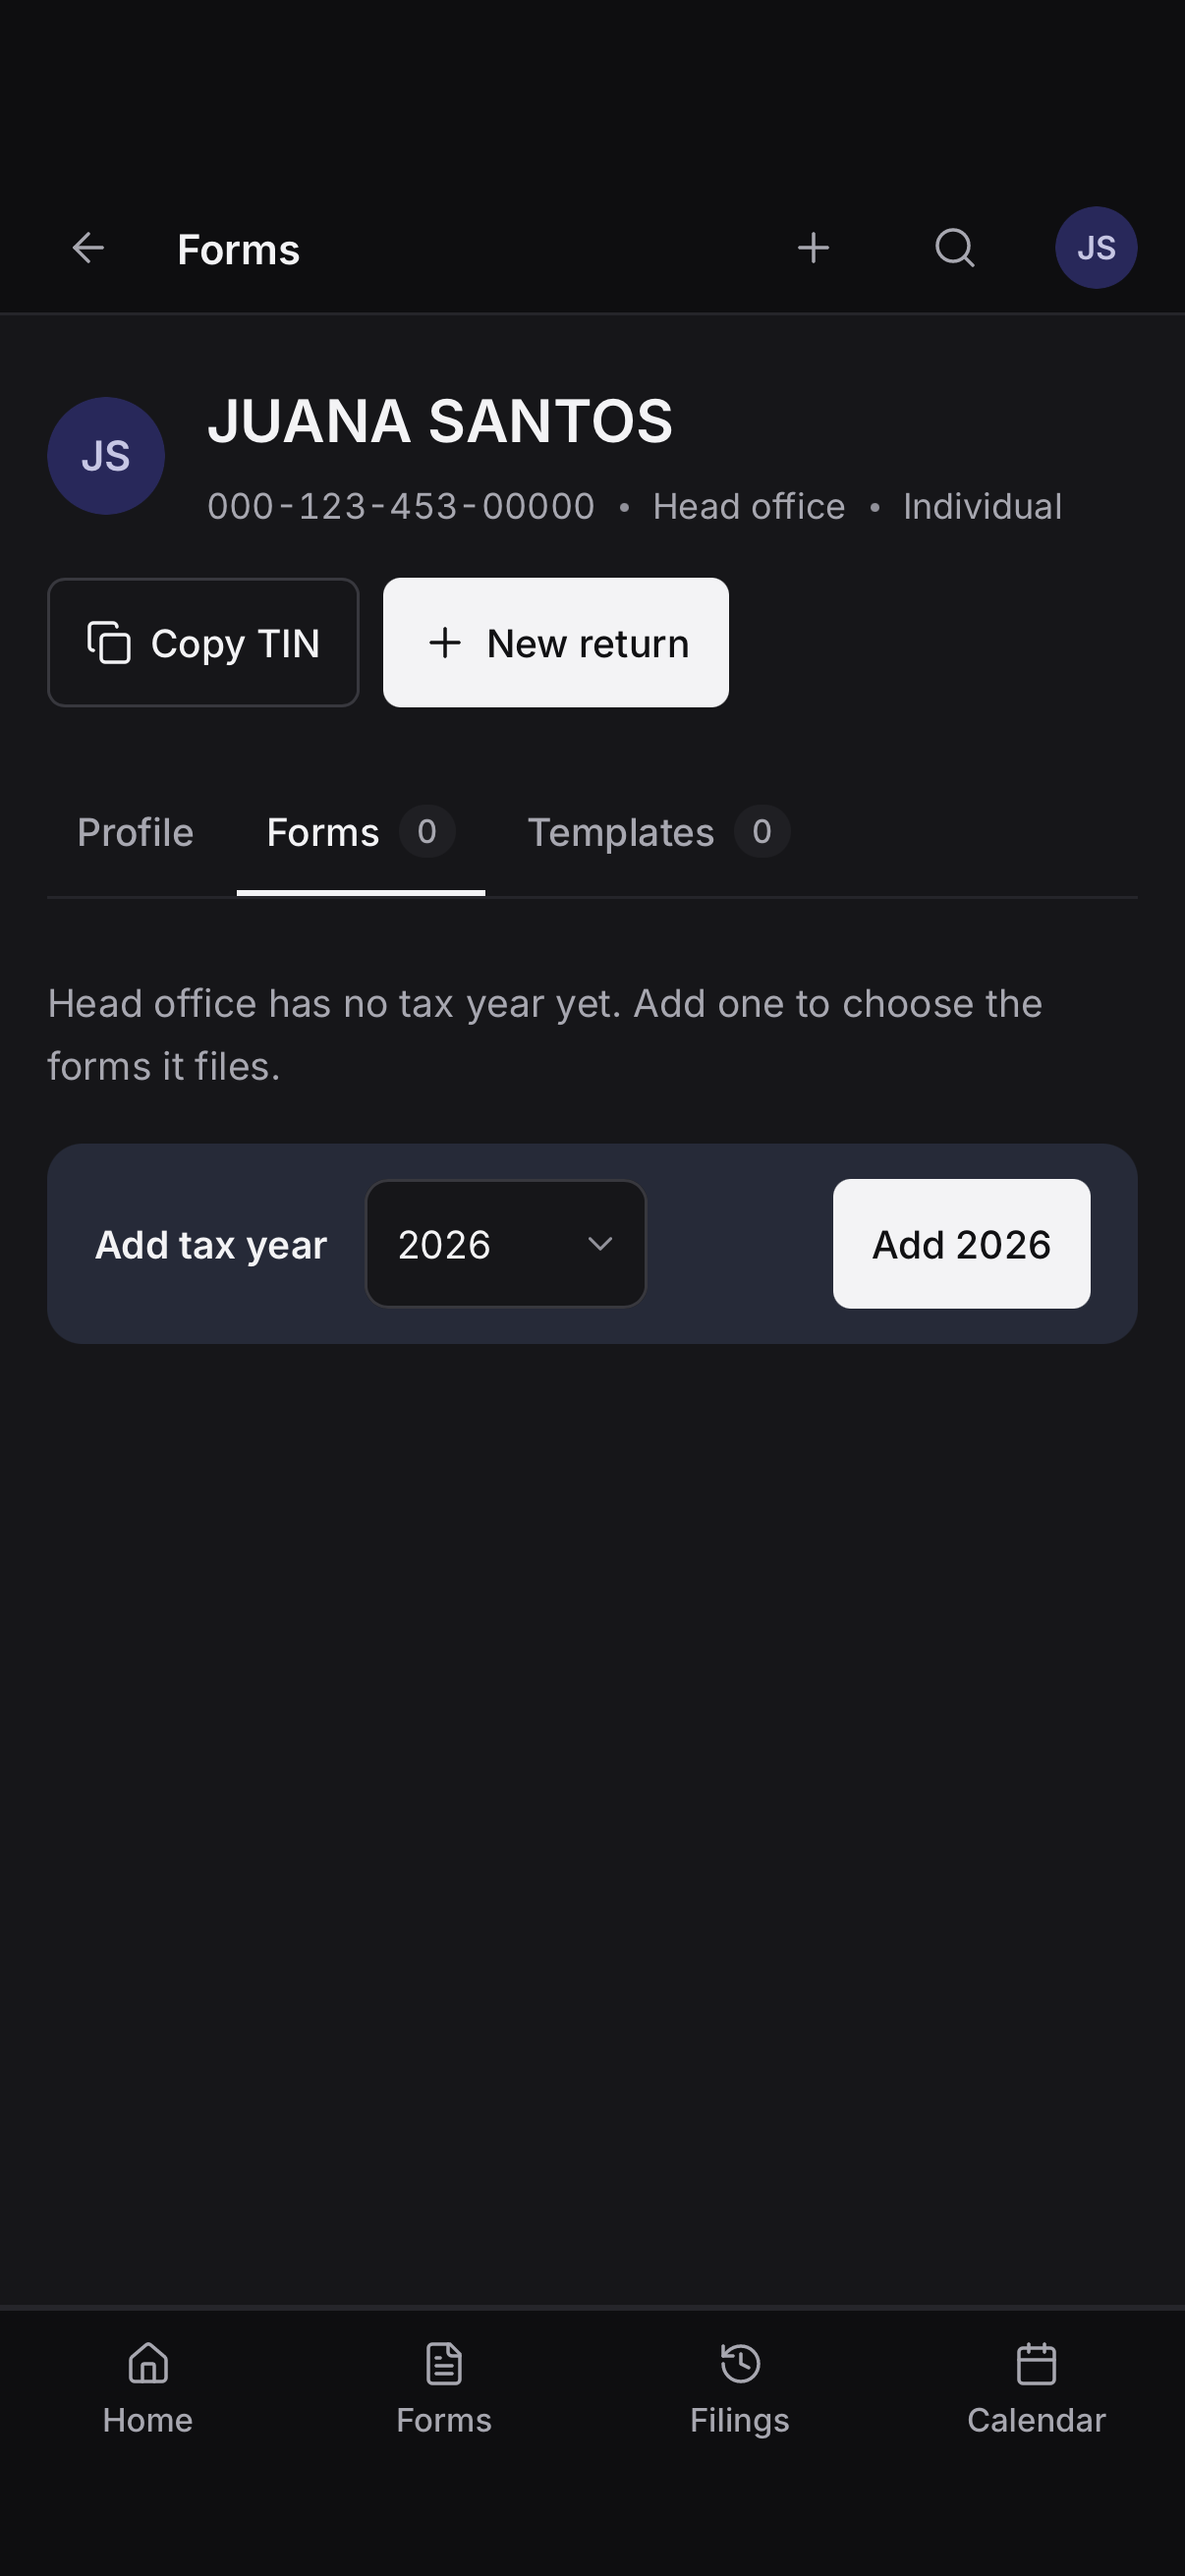 Forms
JS
JUANA SANTOS
JS
000-123-453-00000 • Head office • Individual
Copy TIN
New return
Profile
Forms 0
Templates 0
Head office has no tax year yet. Add one to choose the
forms it files.
Add tax year
2026
Add 2026
Home
Forms
Filings
Calendar